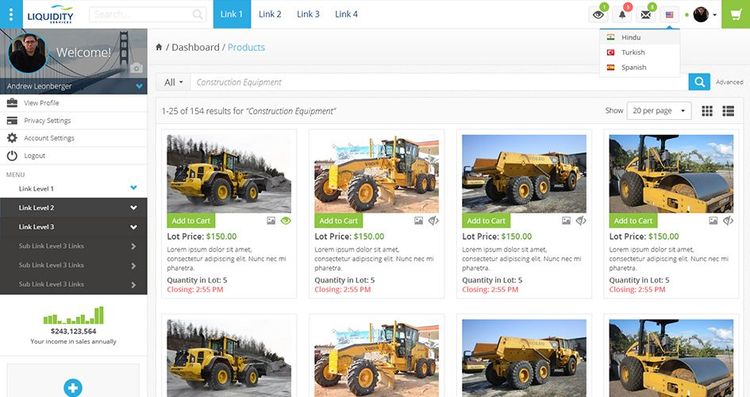 LIQUIDITY
SERVICES
Search...
Link 1
Link 2
Link 3
Link 4
1
5
8
Hindu
Turkish
Spanish
Welcome!
Andrew Leonberger
View Profile
Privacy Settings
Account Settings
Logout
MENU
Link Level 1
Link Level 2
Link Level 3
Sub Link Level 3 Links
Sub Link Level 3 Links
Sub Link Level 3 Links
$243,123,564
Your income in sales annually
/ Dashboard / Products
All
Construction Equipment
Advanced
1-25 of 154 results for "Construction Equipment"
Show
20 per page
Add to Cart
Lot Price: $150.00
Lorem ipsum dolor sit amet,
consectetur adipiscing elit. Nunc nec mi
pharetra.
Quantity in Lot: 5
Closing: 2:55 PM
Add to Cart
Lot Price: $150.00
Lorem ipsum dolor sit amet,
consectetur adipiscing elit. Nunc nec mi
pharetra.
Quantity in Lot: 5
Closing: 2:55 PM
Add to Cart
Lot Price: $150.00
Lorem ipsum dolor sit amet,
consectetur adipiscing elit. Nunc nec mi
pharetra.
Quantity in Lot: 5
Closing: 2:55 PM
Add to Cart
Lot Price: $150.00
Lorem ipsum dolor sit amet,
consectetur adipiscing elit. Nunc nec mi
pharetra.
Quantity in Lot: 5
Closing: 2:55 PM